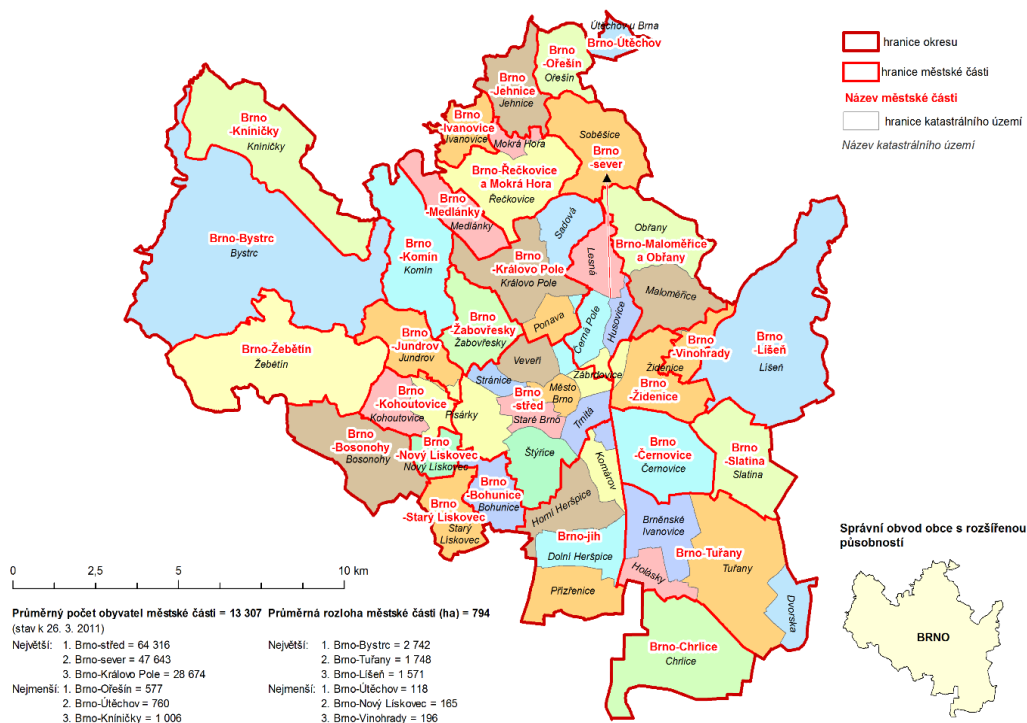 Útěchov u Brna
Brno-Útěchov
Brno
-Ořešín
Ořešín
Brno
-Jehnice
Jehnice
Brno
-Ivanovice
Ivanovice
Mokrá Hora
Soběšice
Brno
-sever
Brno
-Kníničky
Kníničky
Brno-Řečkovice
a Mokrá Hora
Řečkovice
Brno
-Medlánky
Medlánky
Sadová
Obřany
Brno-Maloměřice
a Obřany
Brno-Bystrc
Bystrc
Brno
-Komín
Komín
Brno
-Královo Pole
Královo Pole
Lesná
Maloměřice
Ponava
Černá Pole
Husovice
Brno
-Žabovřesky
Žabovřesky
Brno
-Jundrov
Jundrov
Brno-Žebětín
Žebětín
Brno
-Vinohrady
Brno
-Líšeň
Líšeň
Veveří
Židenice
Brno
-Židenice
Zábrdovice
Stránice
Město
Brno
Brno
-střed
Staré Brno
Trnitá
Brno
-Kohoutovice
Kohoutovice
Pisárky
Brno
-Bosonohy
Bosonohy
Brno
-Nový Lískovec
Nový Lískovec
Štýřice
Komárov
Brno
-Černovice
Černovice
Brno
-Slatina
Slatina
Brno
-Bohunice
Bohunice
Brno
-Starý Lískovec
Starý
Lískovec
Horní Heršpice
Brno-jih
Dolní Heršpice
Přízřenice
Brněnské
Ivanovice
Brno-Tuřany
Tuřany
Holásky
Dvorska
Brno-Chrlice
Chrlice
hranice okresu
hranice městské části
Název městské části
hranice katastrálního území
Název katastrálního území
Správní obvod obce s rozšířenou
působností
BRNO
0 2,5 5 10 km
Průměrný počet obyvatel městské části = 13 307 Průměrná rozloha městské části (ha) = 794
(stav k 26. 3. 2011)
Největší: 1. Brno-střed = 64 316 Největší: 1. Brno-Bystrc = 2 742
2. Brno-sever = 47 643 2. Brno-Tuřany = 1 748
3. Brno-Královo Pole = 28 674 3. Brno-Líšeň = 1 571
Nejmenší: 1. Brno-Ořešín = 577 Nejmenší: 1. Brno-Útěchov = 118
2. Brno-Útěchov = 760 2. Brno-Nový Lískovec = 165
3. Brno-Kníničky = 1 006 3. Brno-Vinohrady = 196